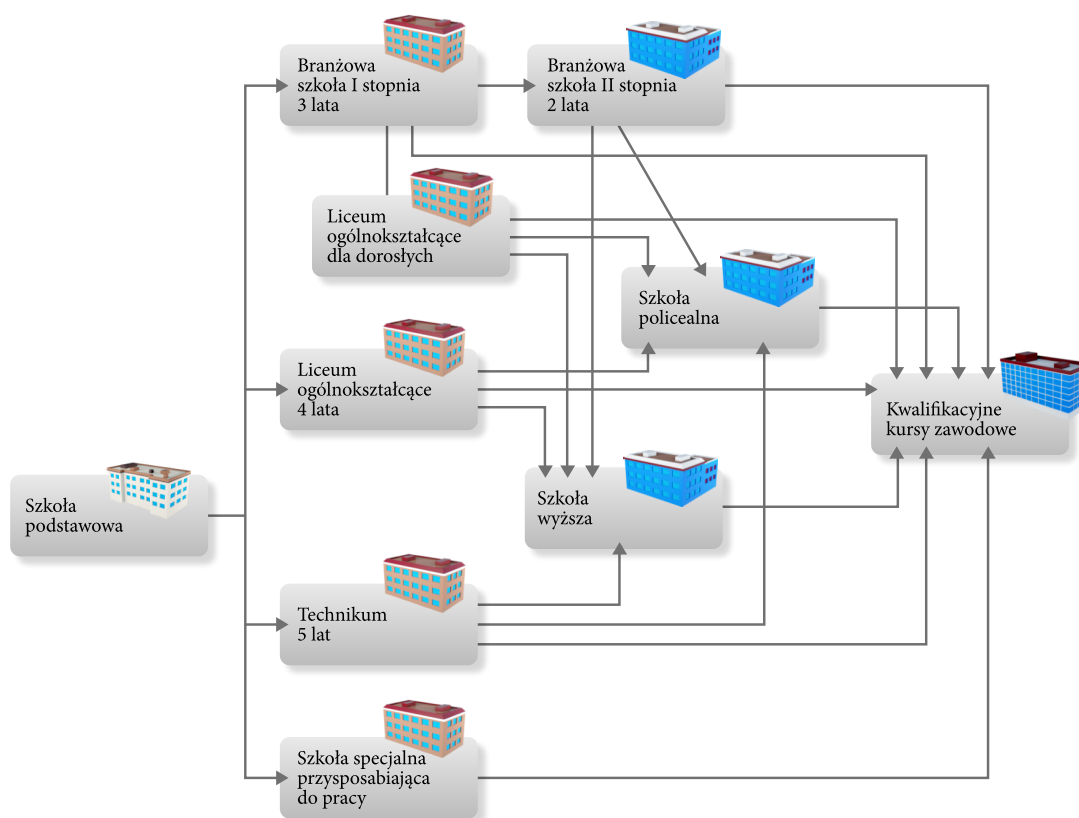 Branżowa
szkoła I stopnia
3 lata
Branżowa
szkoła II stopnia
2 lata
Liceum
ogólnokształcące
dla dorosłych
Szkoła
policealna
Liceum
ogólnokształcące
4 lata
Kwalifikacyjne
kursy zawodowe
Szkoła
podstawowa
Szkoła
wyższa
Technikum
5 lat
Szkoła specjalna
przysposabiająca
do pracy